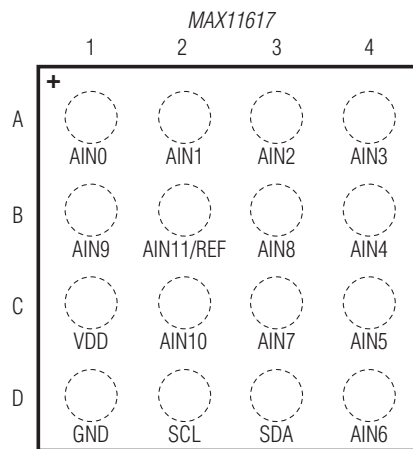 MAX11617
1 2 3 4
+
A
AIN0 AIN1 AIN2 AIN3
B
AIN9 AIN11/REF AIN8 AIN4
C
VDD AIN10 AIN7 AIN5
D
GND SCL SDA AIN6